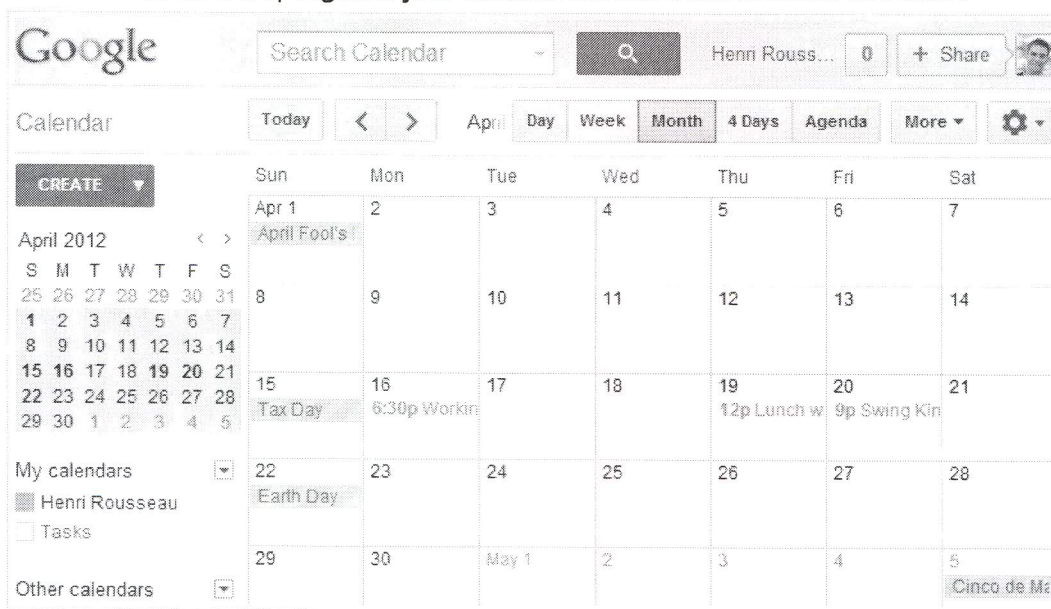 Google
Search Calendar
Henri Rouss... 0 + Share
Calendar
Today < > Apri Day Week Month 4 Days Agenda More
CREATE
April 2012 < >
S M T W T F S
25 26 27 28 29 30 31
1 2 3 4 5 6 7
8 9 10 11 12 13 14
15 16 17 18 19 20 21
22 23 24 25 26 27 28
29 30 1 2 3 4 5
My calendars
Henri Rousseau
Tasks
Other calendars
Sun Mon Tue Wed Thu Fri Sat
Apr 1 2 3 4 5 6 7
April Fool's
8 9 10 11 12 13 14
15 16 17 18 19 20 21
Tax Day 6:30p Workin 12p Lunch w 9p Swing Kin
22 23 24 25 26 27 28
Earth Day
29 30 May 1 2 3 4 5
Cinco de Ma